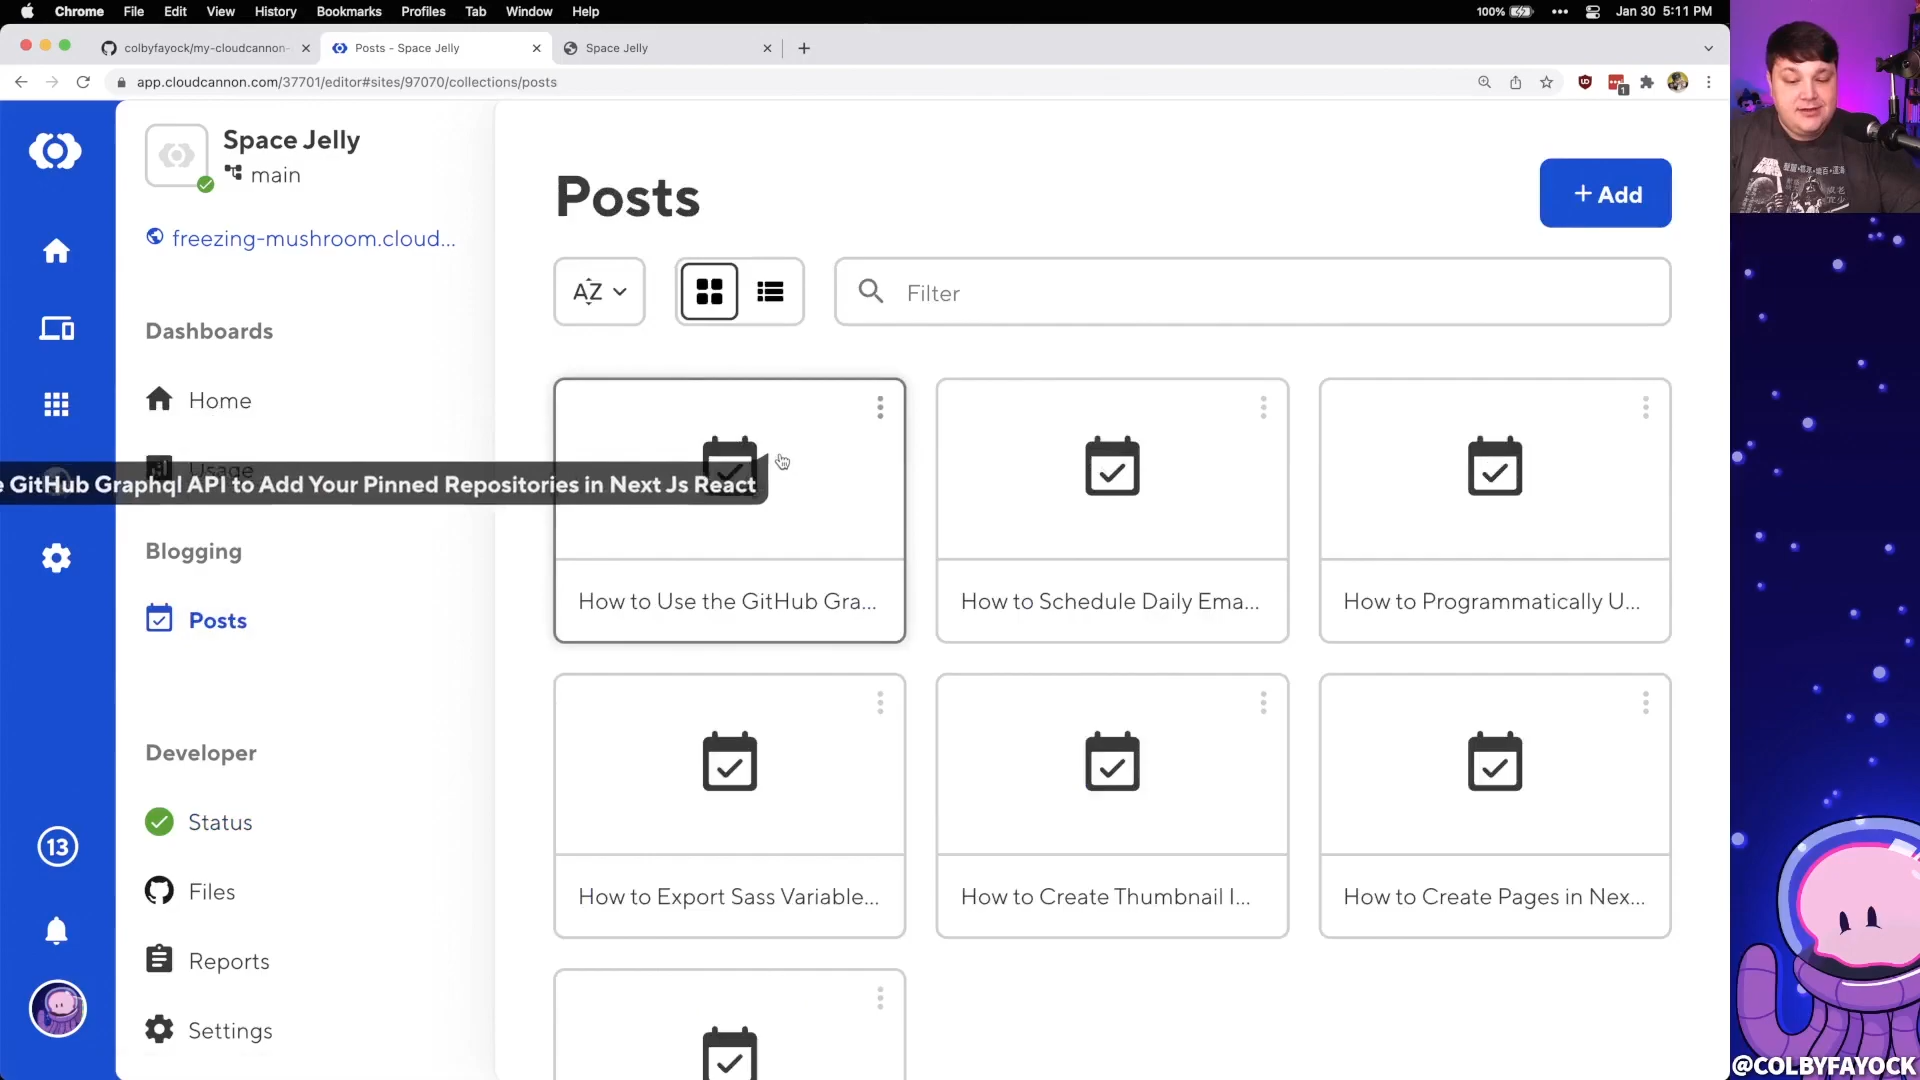 Chrome File Edit View History Bookmarks Profiles Tab Window Help
100% Jan 30 5:11 PM
colbyfayock/my-cloudcannon-
Posts - Space Jelly
Space Jelly
app.cloudcannon.com/37701/editor#sites/97070/collections/posts
1
Space Jelly
main
freezing-mushroom.cloud...
Dashboards
Home
Usage
GitHub Graphql API to Add Your Pinned Repositories in Next Js React
Blogging
Posts
Developer
Status
Files
Reports
Settings
13
Posts
+ Add
AZ
Filter
How to Use the GitHub Gra...
How to Schedule Daily Ema...
How to Programmatically U...
How to Export Sass Variable...
How to Create Thumbnail I...
How to Create Pages in Nex...
@COLBYFAYOCK